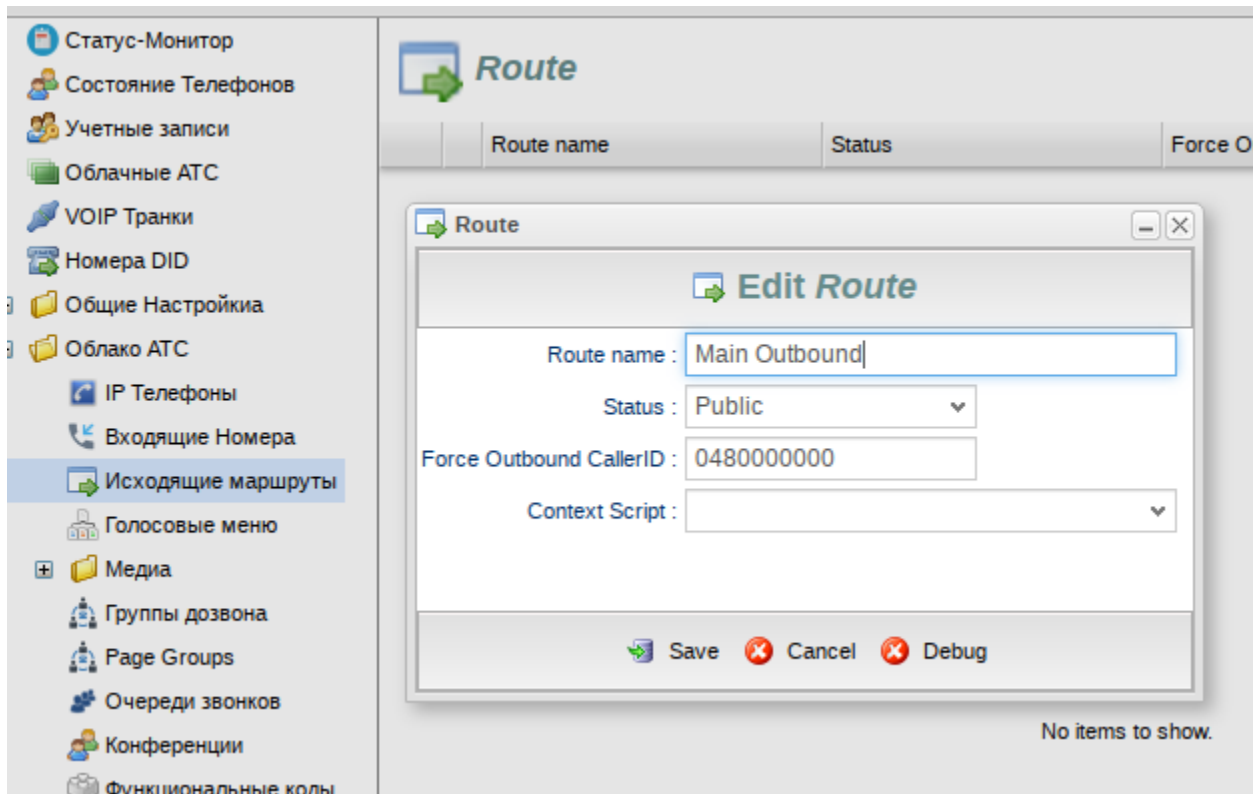 Статус-Монитор
Состояние Телефонов
Учетные записи
Облачные АТС
VOIP Транки
Номера DID
Общие Настройкиа
Облако АТС
IP Телефоны
Входящие Номера
Исходящие маршруты
Голосовые меню
Медиа
Группы дозвона
Page Groups
Очереди звонков
Конференции
Функциональные коды
Route
Route name Status Force O
Route
Edit Route
Route name : Main Outbound
Status : Public
Force Outbound CallerID : 0480000000
Context Script :
Save Cancel Debug
No items to show.